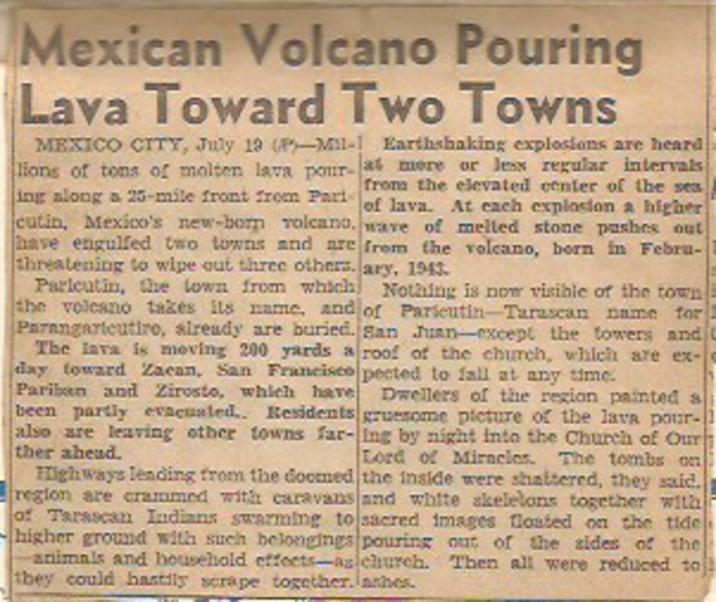 Mexican Volcano Pouring
Lava Toward Two Towns
MEXICO CITY, July 19 (AP)—Mil-
lions of tons of molten lava pour-
ing along a 25-mile front from Pari-
cutin, Mexico's new-born volcano,
have engulfed two towns and are
threatening to wipe out three others.
Paricutin, the town from which
the volcano takes its name, and
Parangaricutiro, already are buried.
The lava is moving 200 yards a
day toward Zacan, San Francisco
Pariban and Zirosto, which have
been partly evacuated.. Residents
also are leaving other towns far-
ther ahead.
Highways leading from the doomed
region are crammed with caravans
of Tarascan Indians swarming to
higher ground with such belongings
—animals and household effects—as
they could hastily scrape together.
Earthshaking explosions are heard
at more or less regular intervals
from the elevated center of the sea
of lava. At each explosion a higher
wave of melted stone pushes out
from the volcano, born in Febru-
ary, 1943.
Nothing is now visible of the town
of Paricutin—Tarascan name for
San Juan—except the towers and
roof of the church, which are ex-
pected to fall at any time.
Dwellers of the region painted a
gruesome picture of the lava pour-
ing by night into the Church of Our
Lord of Miracles. The tombs on
the inside were shattered, they said,
and white skeletons together with
sacred images floated on the tide
pouring out of the sides of the
church. Then all were reduced to
ashes.